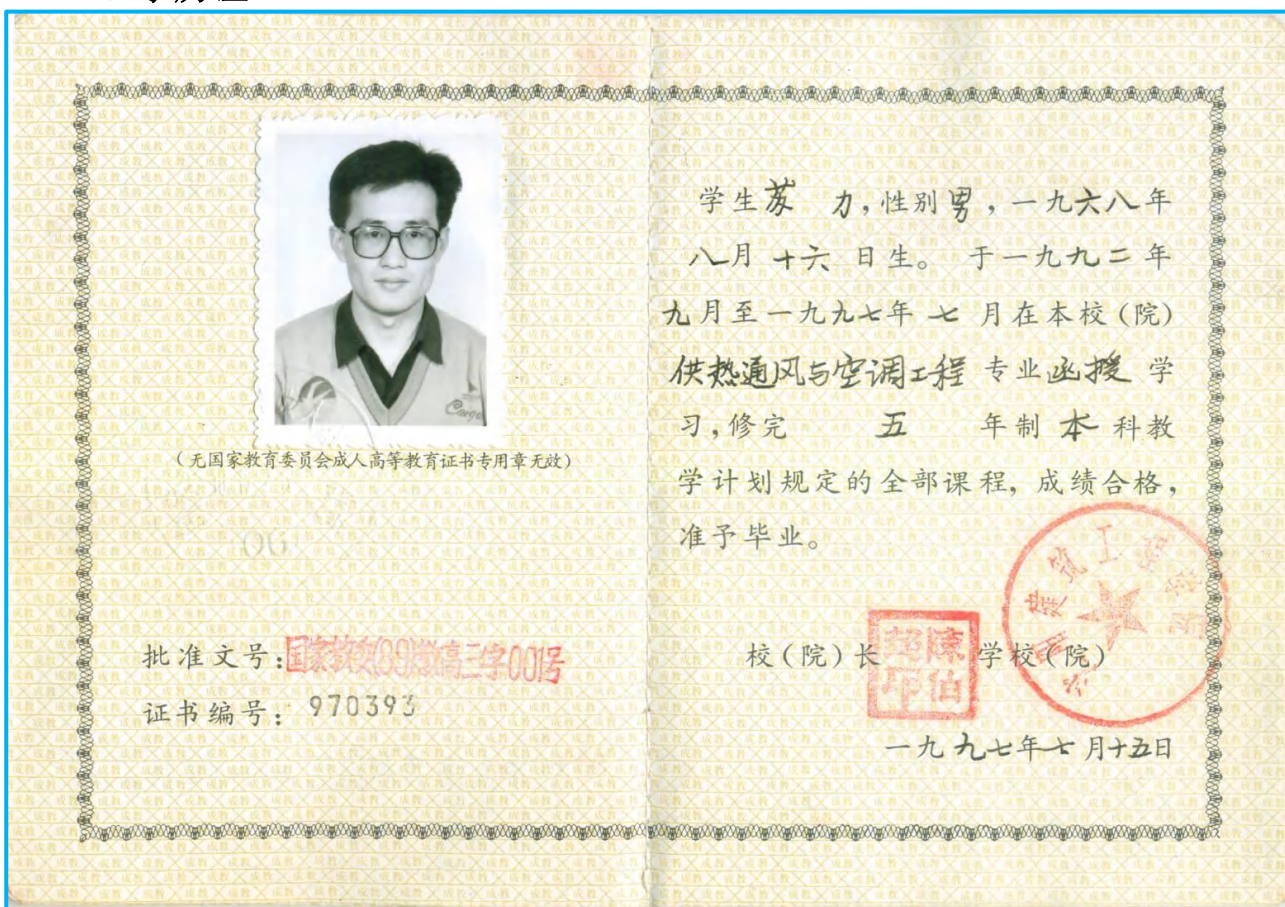 (无国家教育委员会成人高等教育证书专用章无效)
批准文号:国家教委(89)教高三字001号
证书编号:970393
学生苏 力,性别男,一九六八年
八月十六日生。 于一九九二年
九月至一九九七年七月在本校(院)
供热通风与空调工程专业函授学
习,修完 五 年制本科教
学计划规定的全部课程,成绩合格,
准予毕业。
校(院)长 学校(院)
陈伯超印
一九九七年七月十五日